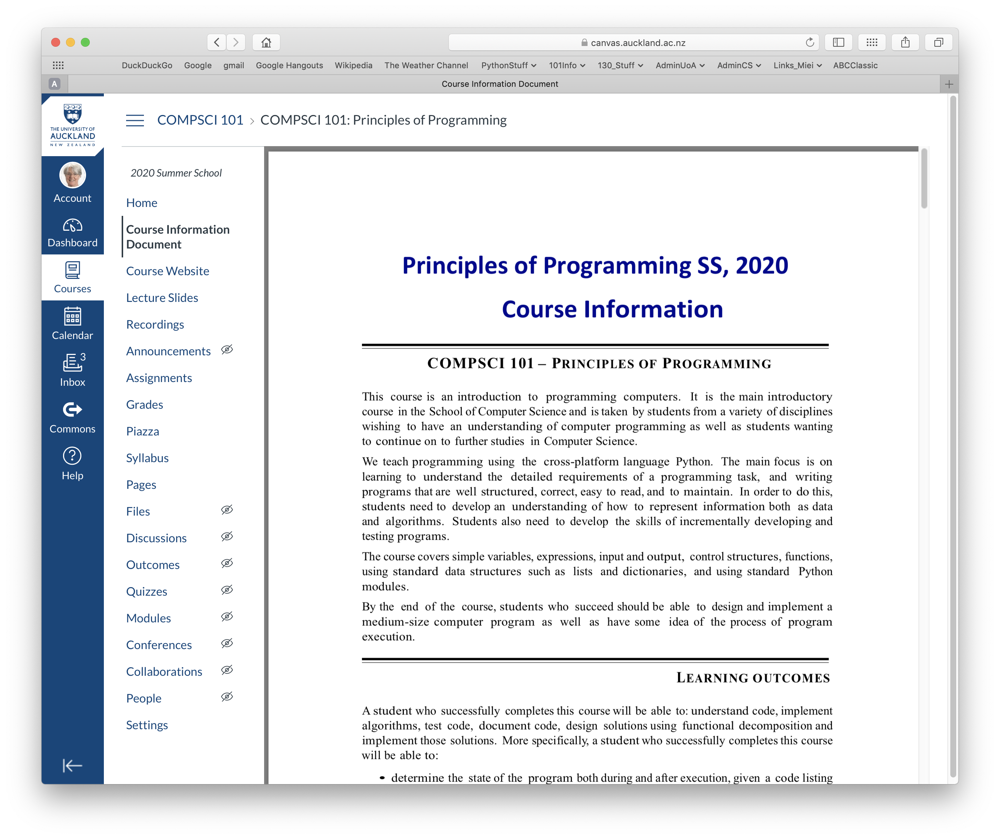 canvas.auckland.ac.nz
DuckDuckGo Google gmail Google Hangouts Wikipedia The Weather Channel PythonStuff 101Info 130_Stuff AdminUoA AdminCS Links_Miei ABCClassic
A
Course Information Document
THE UNIVERSITY OF
AUCKLAND
NEW ZEALAND
Account
Dashboard
Courses
Calendar
3
Inbox
Commons
Help
COMPSCI 101 > COMPSCI 101: Principles of Programming
2020 Summer School
Home
Course Information
Document
Course Website
Lecture Slides
Recordings
Announcements
Assignments
Grades
Piazza
Syllabus
Pages
Files
Discussions
Outcomes
Quizzes
Modules
Conferences
Collaborations
People
Settings
Principles of Programming SS, 2020
Course Information
COMPSCI 101 – PRINCIPLES OF PROGRAMMING
This course is an introduction to programming computers. It is the main introductory
course in the School of Computer Science and is taken by students from a variety of disciplines
wishing to have an understanding of computer programming as well as students wanting
to continue on to further studies in Computer Science.
We teach programming using the cross-platform language Python. The main focus is on
learning to understand the detailed requirements of a programming task, and writing
programs that are well structured, correct, easy to read, and to maintain. In order to do this,
students need to develop an understanding of how to represent information both as data
and algorithms. Students also need to develop the skills of incrementally developing and
testing programs.
The course covers simple variables, expressions, input and output, control structures, functions,
using standard data structures such as lists and dictionaries, and using standard Python
modules.
By the end of the course, students who succeed should be able to design and implement a
medium-size computer program as well as have some idea of the process of program
execution.
LEARNING OUTCOMES
A student who successfully completes this course will be able to: understand code, implement
algorithms, test code, document code, design solutions using functional decomposition and
implement those solutions. More specifically, a student who successfully completes this course
will be able to:
• determine the state of the program both during and after execution, given a code listing